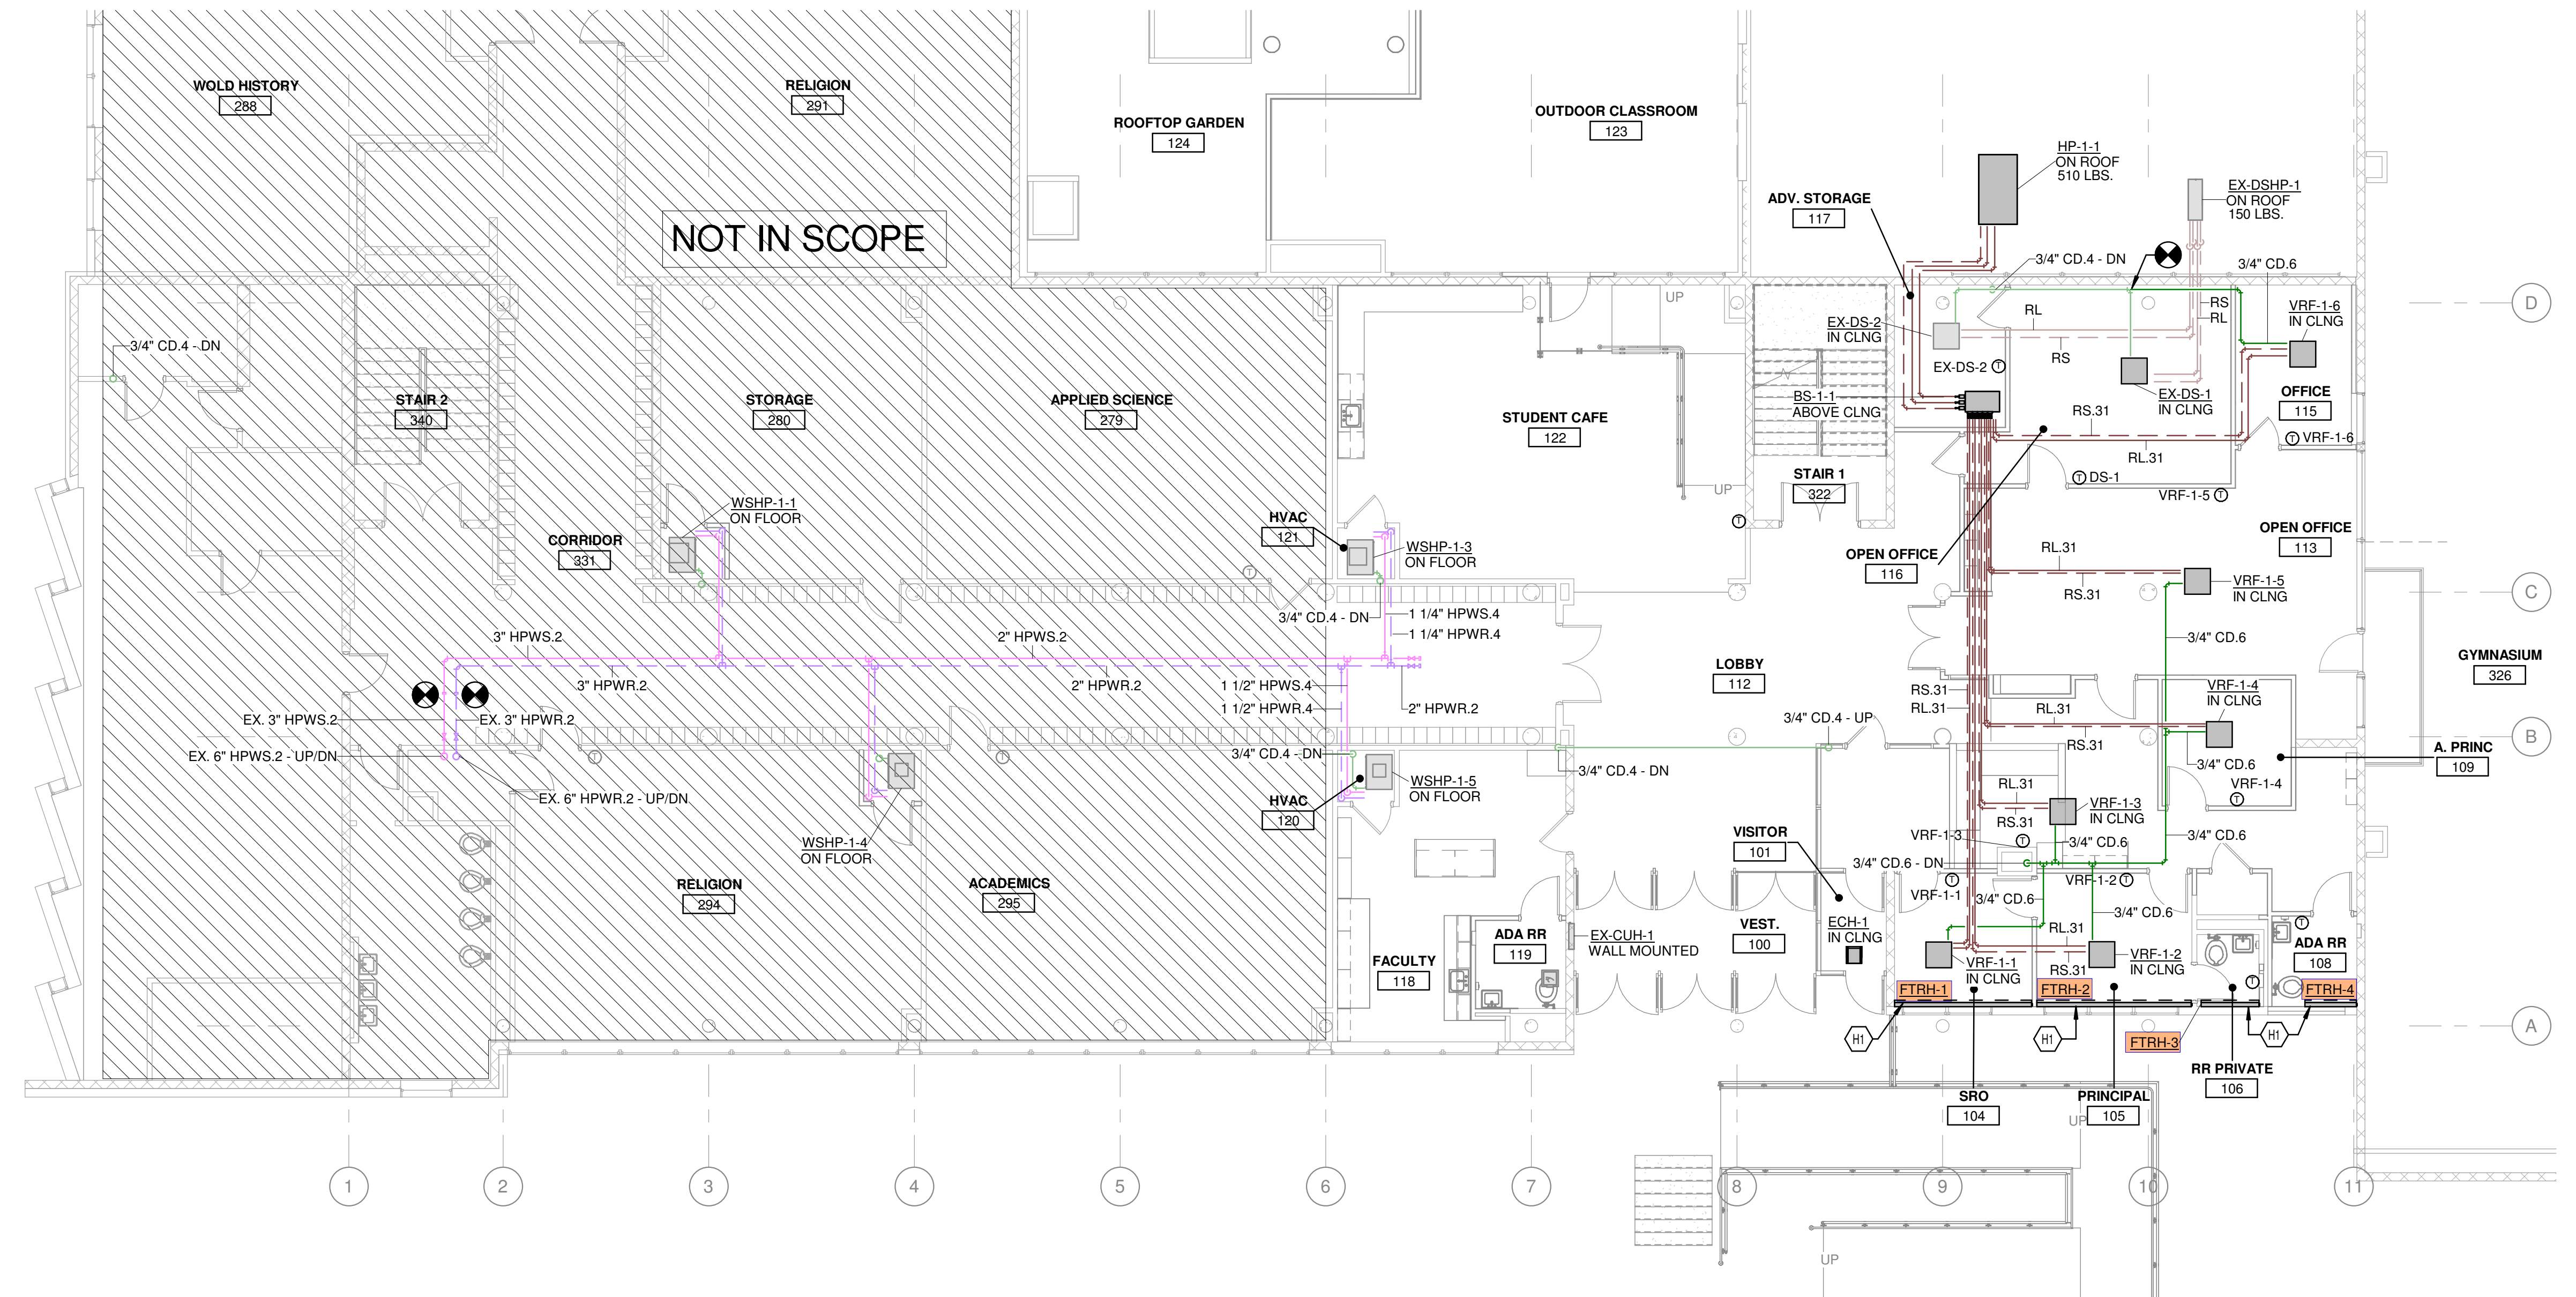 WOLD HISTORY
288
RELIGION
291
ROOFTOP GARDEN
124
OUTDOOR CLASSROOM
123
NOT IN SCOPE
ADV. STORAGE
117
HP-1-1
ON ROOF
510 LBS.
EX-DSHP-1
ON ROOF
150 LBS.
3/4" CD.4 - DN
3/4" CD.6
UP
RL
RS
RS
RL
VRF-1-6
IN CLNG
D
EX-DS-2
IN CLNG
EX-DS-2
T
3/4" CD.4 - DN
STAIR 2
340
STORAGE
280
APPLIED SCIENCE
279
STUDENT CAFE
122
BS-1-1
ABOVE CLNG
EX-DS-1
IN CLNG
OFFICE
115
RS.31
RL.31
T
VRF-1-6
STAIR 1
322
UP
T
DS-1
VRF-1-5
T
WSHP-1-1
ON FLOOR
HVAC
121
T
CORRIDOR
331
WSHP-1-3
ON FLOOR
T
OPEN OFFICE
116
OPEN OFFICE
113
RL.31
RS.31
VRF-1-5
IN CLNG
C
3/4" CD.4 - DN
1 1/4" HPWS.4
1 1/4" HPWR.4
3" HPWS.2
2" HPWS.2
3/4" CD.6
3" HPWR.2
2" HPWR.2
1 1/2" HPWS.4
1 1/2" HPWR.4
2" HPWR.2
LOBBY
112
RS.31
RL.31
GYMNASIUM
326
VRF-1-4
IN CLNG
RL.31
RS.31
EX. 3" HPWS.2
EX. 3" HPWR.2
3/4" CD.4 - UP
B
EX. 6" HPWS.2 - UP/DN
EX. 6" HPWR.2 - UP/DN
T
T
3/4" CD.4 - DN
3/4" CD.4 - DN
3/4" CD.6
A. PRINC
109
WSHP-1-5
ON FLOOR
HVAC
120
RL.31
RS.31
VRF-1-3
IN CLNG
VRF-1-4
T
WSHP-1-4
ON FLOOR
VISITOR
101
VRF-1-3
T
3/4" CD.6
3/4" CD.6
3/4" CD.6 - DN
RELIGION
294
ACADEMICS
295
T
VRF-1-1
VRF-1-2
T
3/4" CD.6
3/4" CD.6
ADA RR
119
EX-CUH-1
WALL MOUNTED
VEST.
100
ECH-1
IN CLNG
RL.31
RS.31
T
ADA RR
108
FACULTY
118
VRF-1-1
IN CLNG
VRF-1-2
IN CLNG
T
FTRH-1
FTRH-2
FTRH-4
A
H1
H1
FTRH-3
H1
RR PRIVATE
106
SRO
104
PRINCIPAL
105
UP
1
2
3
4
5
6
7
8
9
10
11
UP